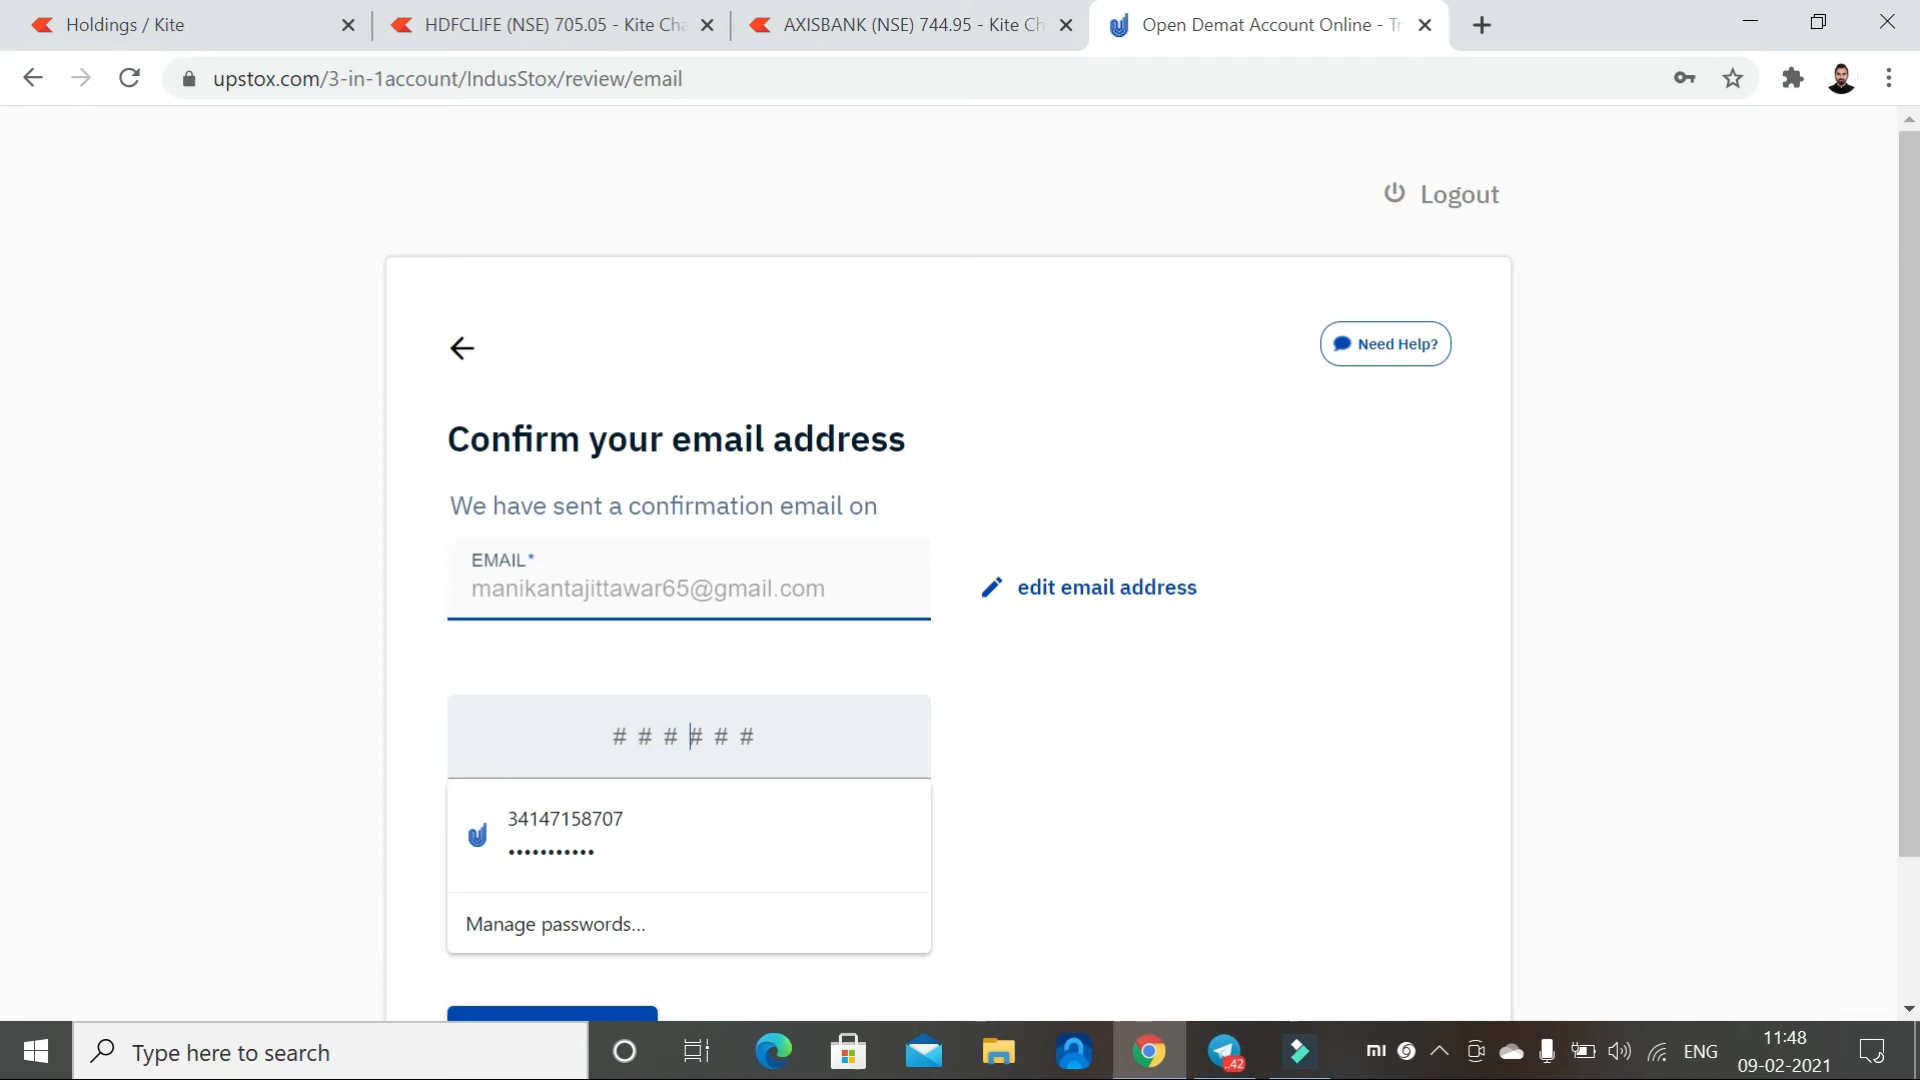 Holdings / Kite
HDFCLIFE (NSE) 705.05 - Kite Cha
AXISBANK (NSE) 744.95 - Kite Ch
Open Demat Account Online - Tr
upstox.com/3-in-1account/IndusStox/review/email
Logout
Need Help?
Confirm your email address
We have sent a confirmation email on
EMAIL*
manikantajittawar65@gmail.com
edit email address
# # # # # #
34147158707
•••••••••••
Manage passwords...
Type here to search
42
mi
ENG
11:48
09-02-2021